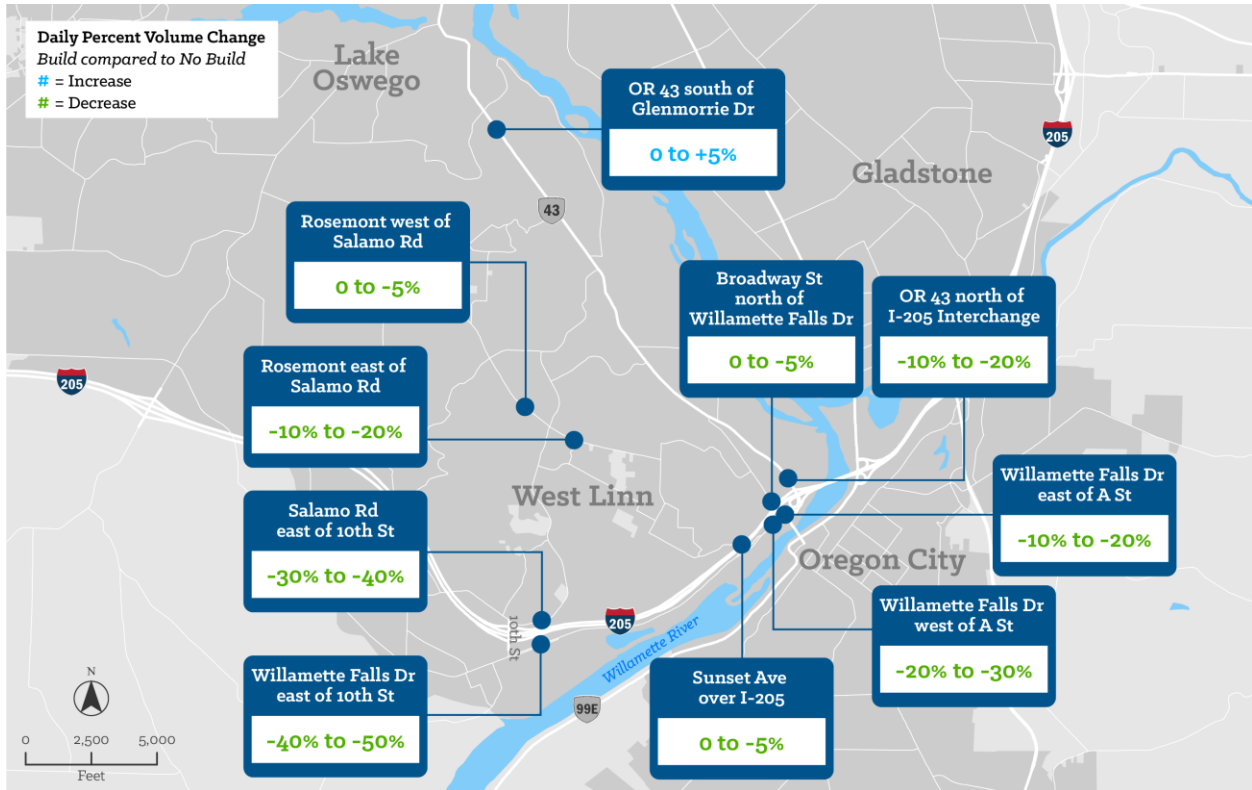 Daily Percent Volume Change
Build compared to No Build
# = Increase
# = Decrease
Lake
Oswego
OR 43 south of
Glenmorrie Dr
0 to +5%
205
Gladstone
43
Rosemont west of
Salamo Rd
0 to -5%
Broadway St
north of
Willamette Falls Dr
0 to -5%
OR 43 north of
I-205 Interchange
-10% to -20%
205
Rosemont east of
Salamo Rd
-10% to -20%
West Linn
Willamette Falls Dr
east of A St
-10% to -20%
Salamo Rd
east of 10th St
-30% to -40%
Oregon City
10th St
205
Willamette River
Willamette Falls Dr
west of A St
-20% to -30%
Willamette Falls Dr
east of 10th St
-40% to -50%
Sunset Ave
over I-205
0 to -5%
99E
N
0 2,500 5,000
Feet